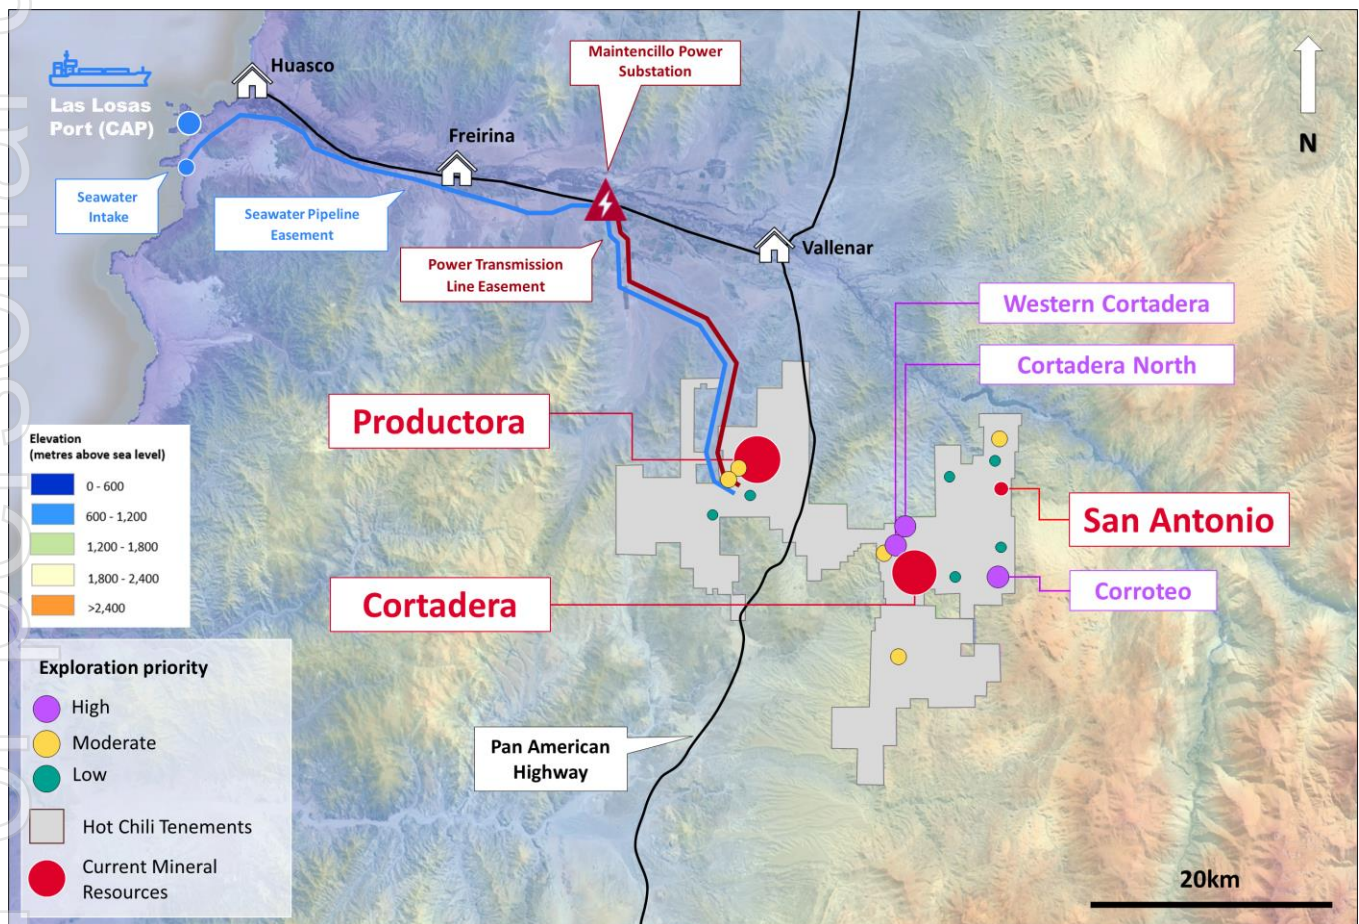 Maintencillo Power
Substation
N
Huasco
Las Losas
Port (CAP)
Freirina
Seawater
Intake
Seawater Pipeline
Easement
Power Transmission
Line Easement
Vallenar
Western Cortadera
Cortadera North
Productora
San Antonio
Cortadera
Corroteo
Pan American
Highway
Elevation
(metres above sea level)
0 - 600
600 - 1,200
1,200 - 1,800
1,800 - 2,400
>2,400
Exploration priority
High
Moderate
Low
Hot Chili Tenements
Current Mineral
Resources
20km